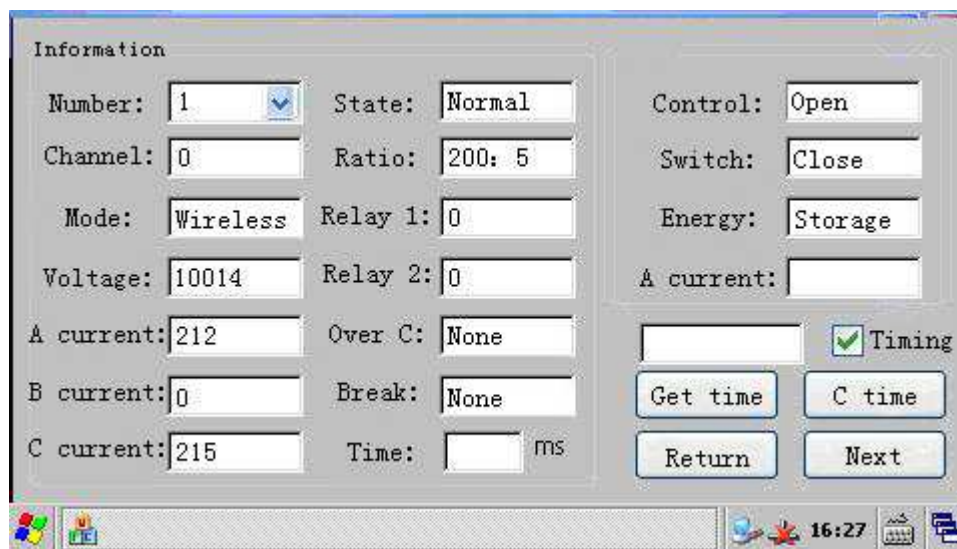 Information
Number: 1 State: Normal Control: Open
Channel: 0 Ratio: 200: 5 Switch: Close
Mode: Wireless Relay 1: 0 Energy: Storage
Voltage: 10014 Relay 2: 0 A current:
A current: 212 Over C: None Timing
B current: 0 Break: None Get time C time
C current: 215 Time: ms Return Next
16:27